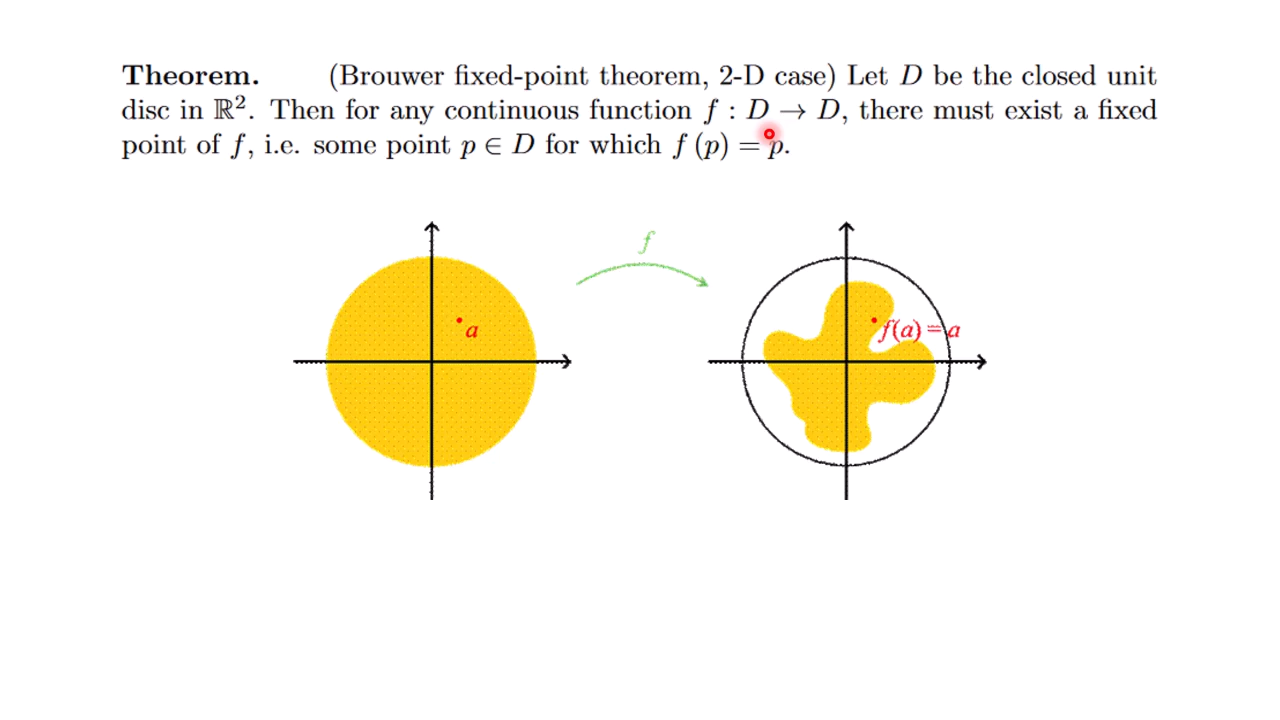 Theorem. (Brouwer fixed-point theorem, 2-D case) Let D be the closed unit
disc in ℝ². Then for any continuous function f : D → D, there must exist a fixed
point of f, i.e. some point p ∈ D for which f (p) = p.
f
a
f(a) = a